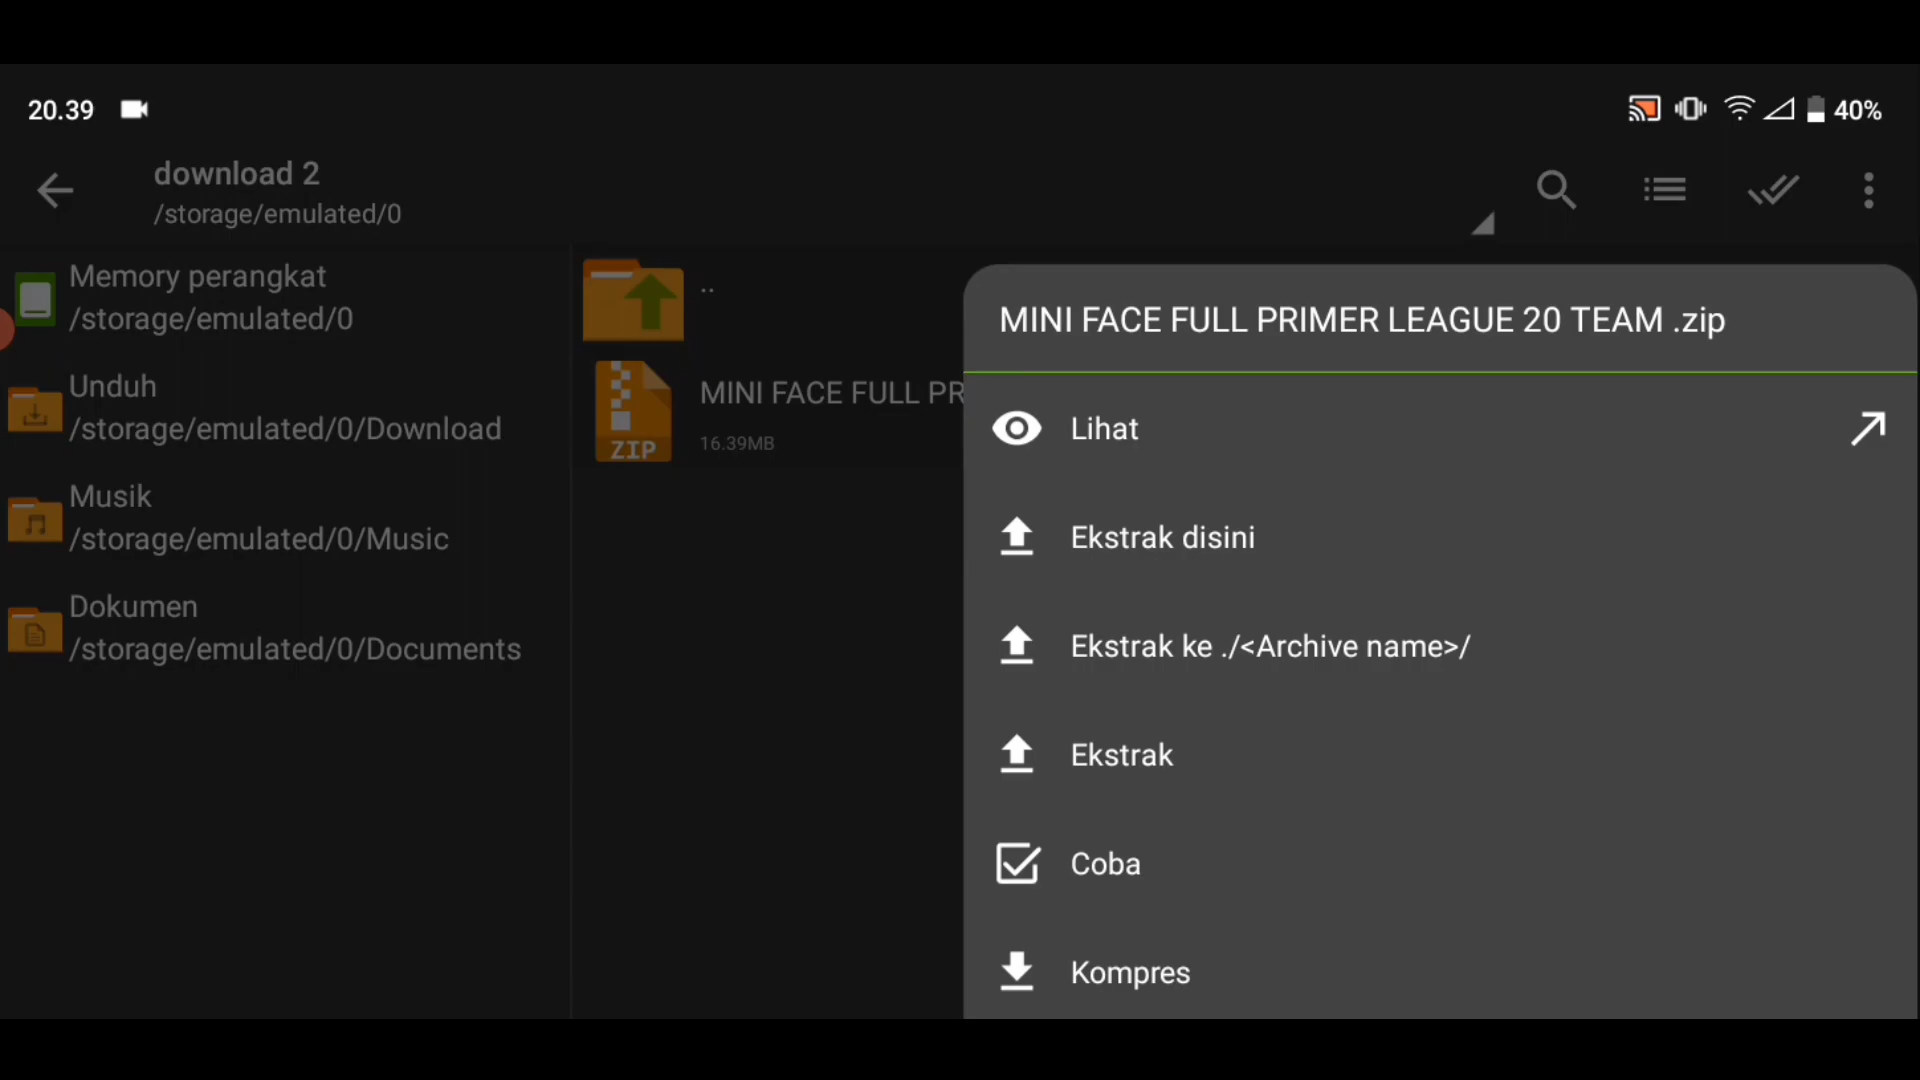 20.39
40%
download 2
/storage/emulated/0
Memory perangkat
/storage/emulated/0
Unduh
/storage/emulated/0/Download
Musik
/storage/emulated/0/Music
Dokumen
/storage/emulated/0/Documents
..
MINI FACE FULL PR
16.39MB
ZIP
MINI FACE FULL PRIMER LEAGUE 20 TEAM .zip
Lihat
Ekstrak disini
Ekstrak ke ./<Archive name>/
Ekstrak
Coba
Kompres